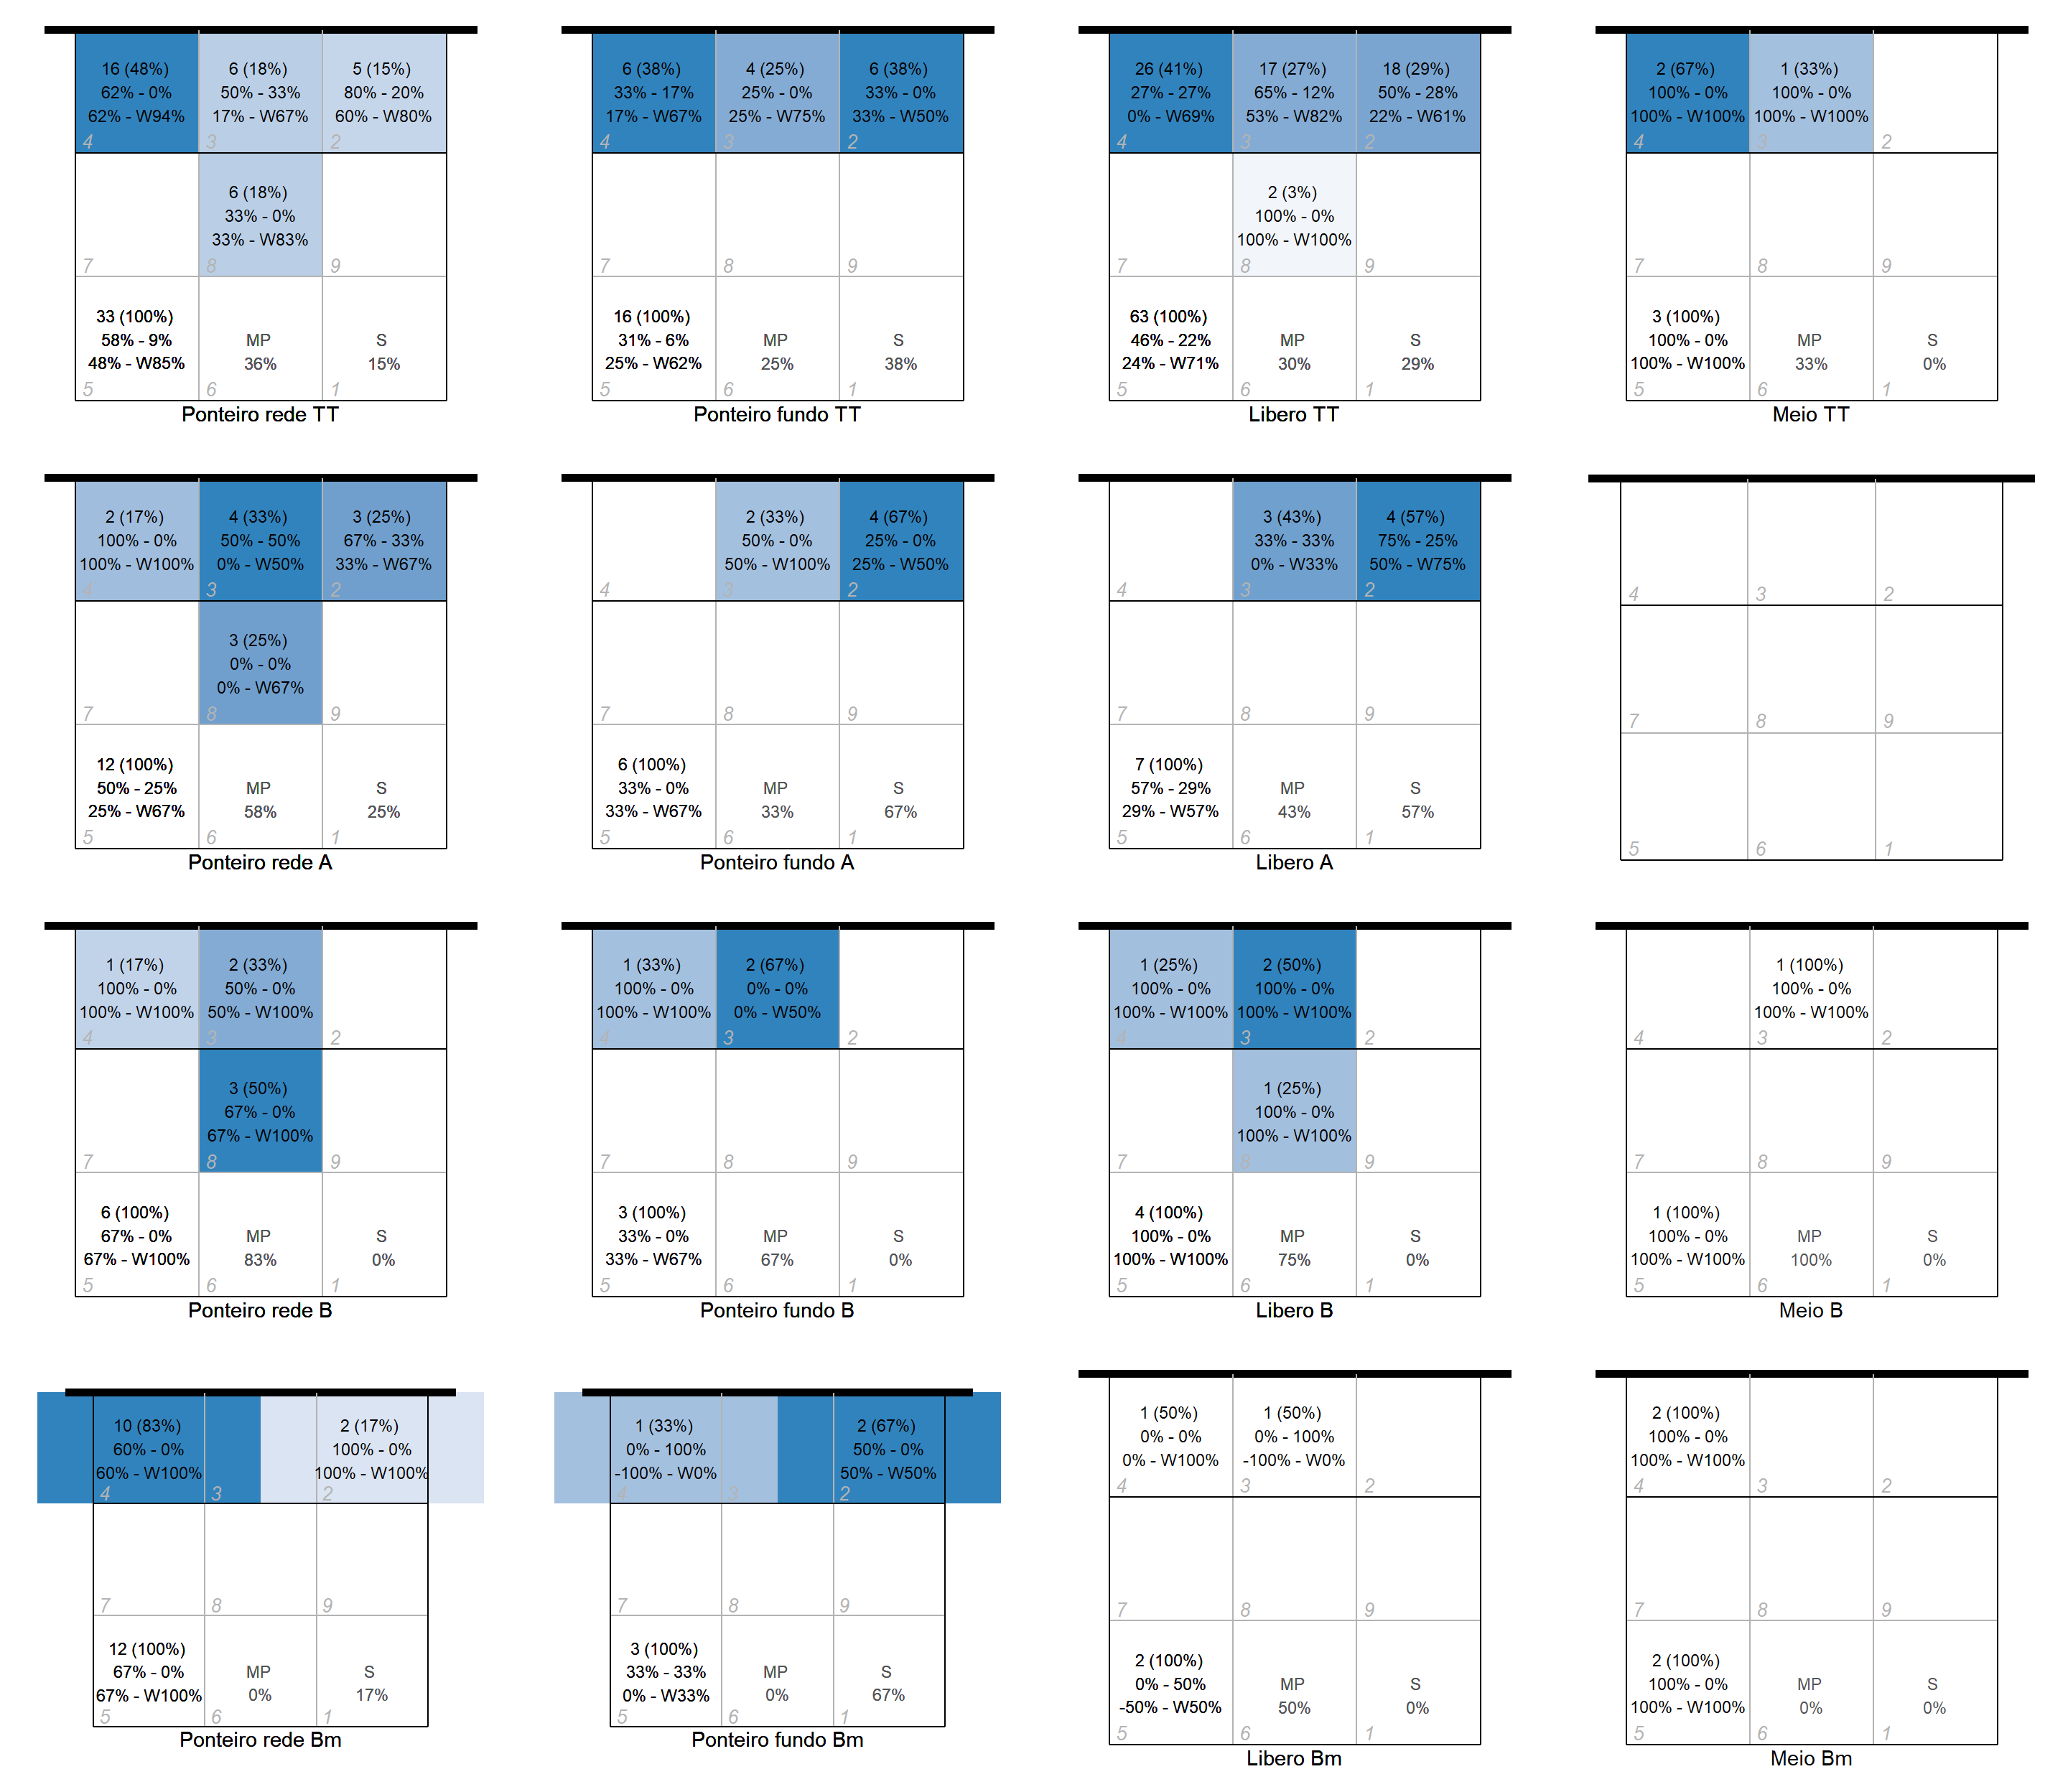 16 (48%)
62% - 0%
62% - W94%
4
6 (18%)
50% - 33%
17% - W67%
3
5 (15%)
80% - 20%
60% - W80%
2
7
6 (18%)
33% - 0%
33% - W83%
8
9
33 (100%)
58% - 9%
48% - W85%
5
MP
36%
6
S
15%
1
Ponteiro rede TT
6 (38%)
33% - 17%
17% - W67%
4
4 (25%)
25% - 0%
25% - W75%
3
6 (38%)
33% - 0%
33% - W50%
2
7
8
9
16 (100%)
31% - 6%
25% - W62%
5
MP
25%
6
S
38%
1
Ponteiro fundo TT
26 (41%)
27% - 27%
0% - W69%
4
17 (27%)
65% - 12%
53% - W82%
3
18 (29%)
50% - 28%
22% - W61%
2
7
2 (3%)
100% - 0%
100% - W100%
8
9
63 (100%)
46% - 22%
24% - W71%
5
MP
30%
6
S
29%
1
Libero TT
2 (67%)
100% - 0%
100% - W100%
4
1 (33%)
100% - 0%
100% - W100%
3
2
7
8
9
3 (100%)
100% - 0%
100% - W100%
5
MP
33%
6
S
0%
1
Meio TT
2 (17%)
100% - 0%
100% - W100%
4
4 (33%)
50% - 50%
0% - W50%
3
3 (25%)
67% - 33%
33% - W67%
2
7
3 (25%)
0% - 0%
0% - W67%
8
9
12 (100%)
50% - 25%
25% - W67%
5
MP
58%
6
S
25%
1
Ponteiro rede A
4
2 (33%)
50% - 0%
50% - W100%
3
4 (67%)
25% - 0%
25% - W50%
2
7
8
9
6 (100%)
33% - 0%
33% - W67%
5
MP
33%
6
S
67%
1
Ponteiro fundo A
4
3 (43%)
33% - 33%
0% - W33%
3
4 (57%)
75% - 25%
50% - W75%
2
7
8
9
7 (100%)
57% - 29%
29% - W57%
5
MP
43%
6
S
57%
1
Libero A
4
3
2
7
8
9
5
6
1
1 (17%)
100% - 0%
100% - W100%
4
2 (33%)
50% - 0%
50% - W100%
3
2
7
3 (50%)
67% - 0%
67% - W100%
8
9
6 (100%)
67% - 0%
67% - W100%
5
MP
83%
6
S
0%
1
Ponteiro rede B
1 (33%)
100% - 0%
100% - W100%
4
2 (67%)
0% - 0%
0% - W50%
3
2
7
8
9
3 (100%)
33% - 0%
33% - W67%
5
MP
67%
6
S
0%
1
Ponteiro fundo B
1 (25%)
100% - 0%
100% - W100%
4
2 (50%)
100% - 0%
100% - W100%
3
2
7
1 (25%)
100% - 0%
100% - W100%
8
9
4 (100%)
100% - 0%
100% - W100%
5
MP
75%
6
S
0%
1
Libero B
4
1 (100%)
100% - 0%
100% - W100%
3
2
7
8
9
1 (100%)
100% - 0%
100% - W100%
5
MP
100%
6
S
0%
1
Meio B
10 (83%)
60% - 0%
60% - W100%
4
3
2 (17%)
100% - 0%
100% - W100%
2
7
8
9
12 (100%)
67% - 0%
67% - W100%
5
MP
0%
6
S
17%
1
Ponteiro rede Bm
1 (33%)
0% - 100%
-100% - W0%
4
3
2 (67%)
50% - 0%
50% - W50%
2
7
8
9
3 (100%)
33% - 33%
0% - W33%
5
MP
0%
6
S
67%
1
Ponteiro fundo Bm
1 (50%)
0% - 0%
0% - W100%
4
1 (50%)
0% - 100%
-100% - W0%
3
2
7
8
9
2 (100%)
0% - 50%
-50% - W50%
5
MP
50%
6
S
0%
1
Libero Bm
2 (100%)
100% - 0%
100% - W100%
4
3
2
7
8
9
2 (100%)
100% - 0%
100% - W100%
5
MP
0%
6
S
0%
1
Meio Bm